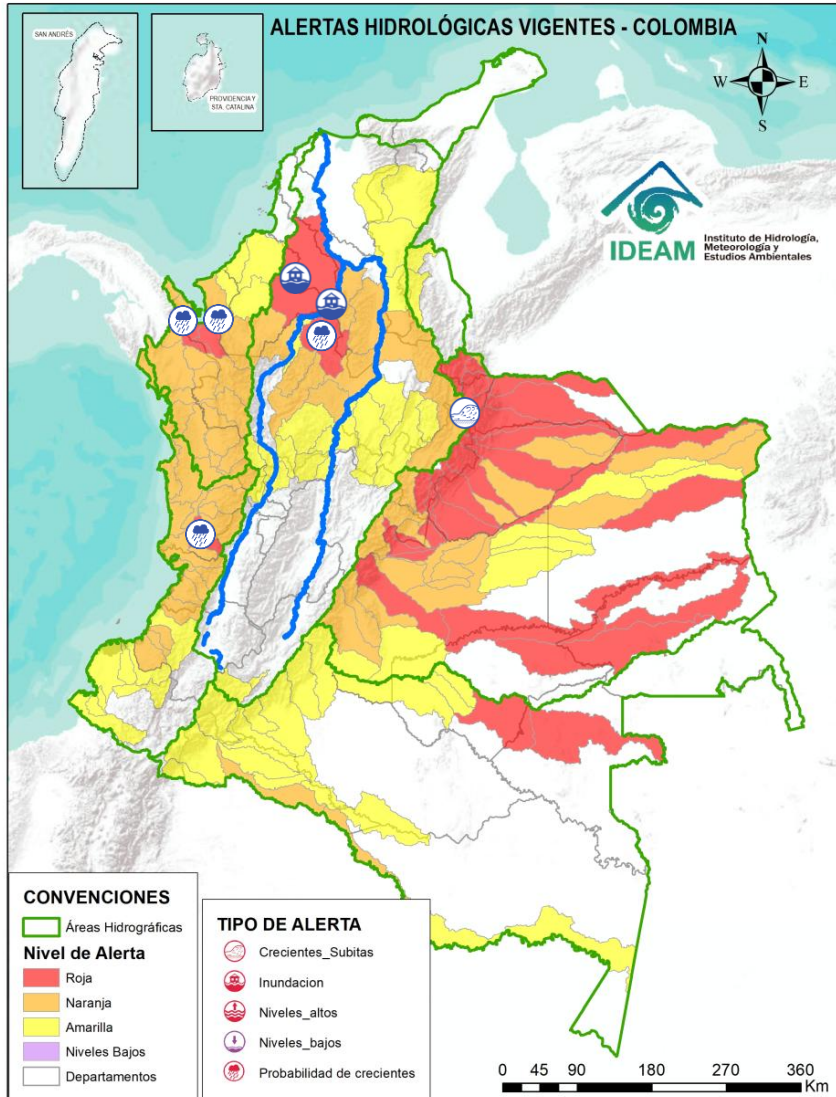 ALERTAS HIDROLÓGICAS VIGENTES - COLOMBIA
SAN ANDRÉS
PROVIDENCIA Y
STA. CATALINA
N
W
E
S
IDEAM
Instituto de Hidrología,
Meteorología y
Estudios Ambientales
CONVENCIONES
Áreas Hidrográficas
Nivel de Alerta
Roja
Naranja
Amarilla
Niveles Bajos
Departamentos
TIPO DE ALERTA
Crecientes_Subitas
Inundacion
Niveles_altos
Niveles_bajos
Probabilidad de crecientes
0 45 90 180 270 360
Km